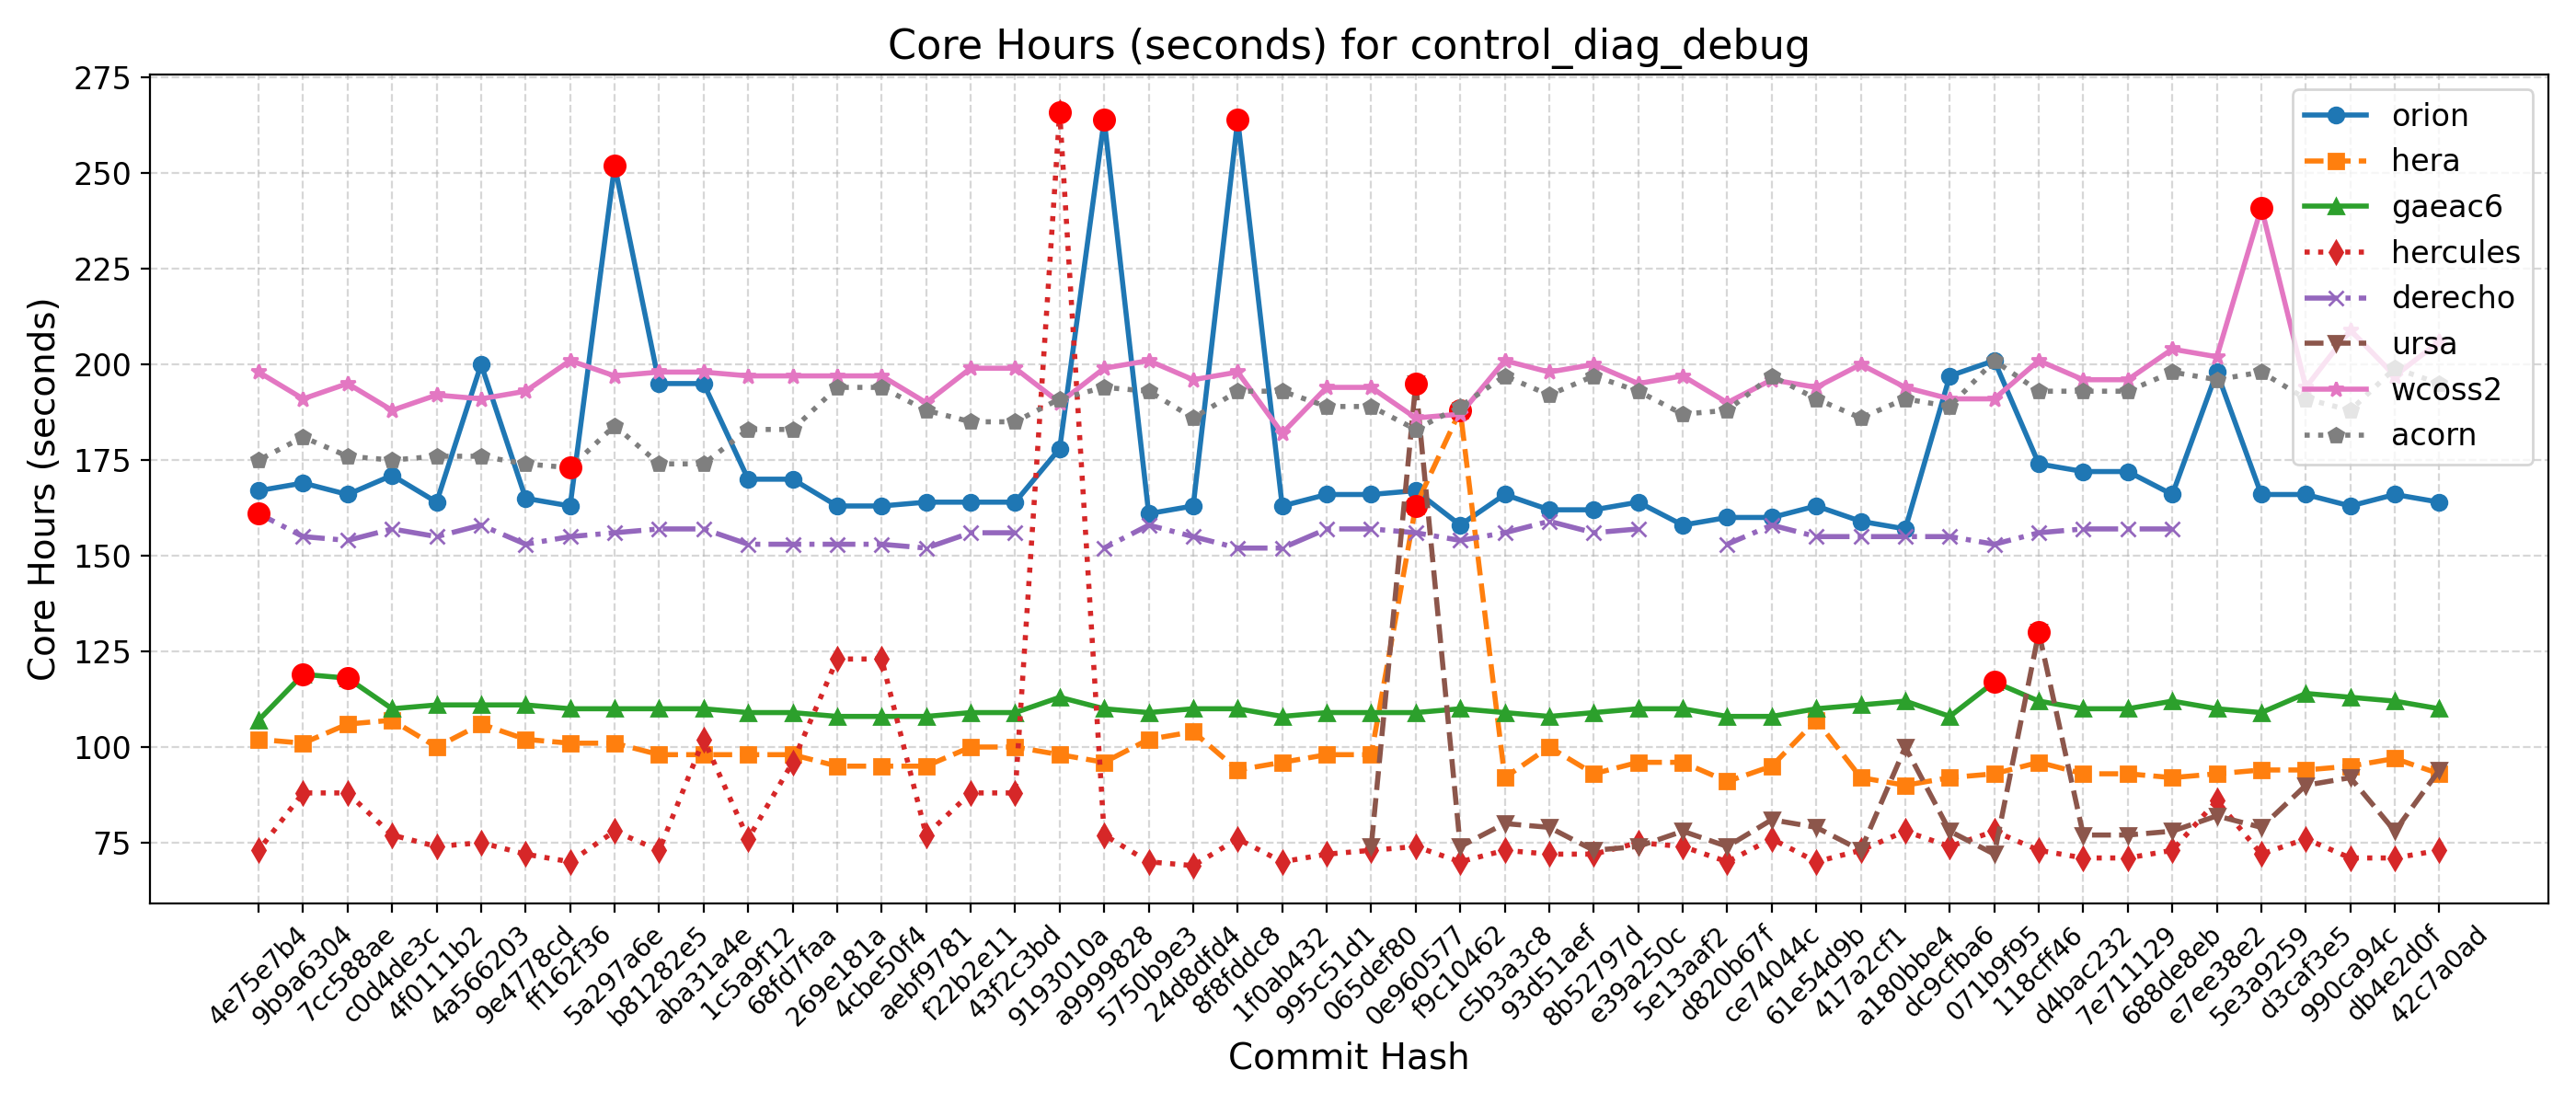 Core Hours (seconds) for control_diag_debug
Core Hours (seconds)
275
250
225
200
175
150
125
100
75
orion
hera
gaeac6
hercules
derecho
ursa
wcoss2
acorn
4e75e7b4
9b9a6304
7cc588ae
c0d4de3c
4f0111b2
4a566203
9e4778cd
ff162f36
5a297a6e
b81282e5
aba31a4e
1c5a9f12
68fd7faa
269e181a
4cbe50f4
aebf9781
f22b2e11
43f2c3bd
9193010a
a9999828
5750b9e3
24d8dfd4
8f8fddc8
1f0ab432
995c51d1
065def80
0e960577
f9c10462
c5b3a3c8
93d51aef
8b52797d
e39a250c
5e13aaf2
d820b67f
ce74044c
61e54d9b
417a2cf1
a180bbe4
dc9cfba6
071b9f95
118cff46
d4bac232
7e711129
688de8eb
e7ee38e2
5e3a9259
d3caf3e5
990ca94c
db4e2d0f
42c7a0ad
Commit Hash